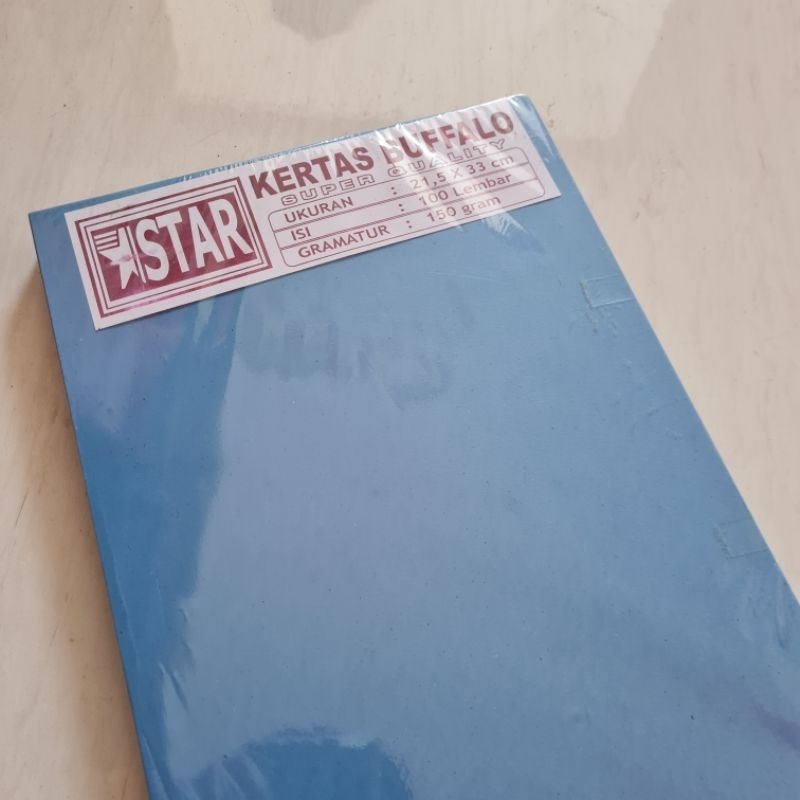 STAR
KERTAS BUFFALO
SUPER QUALITY
UKURAN : 21,5 X 33 cm
ISI : 100 Lembar
GRAMATUR : 150 gram